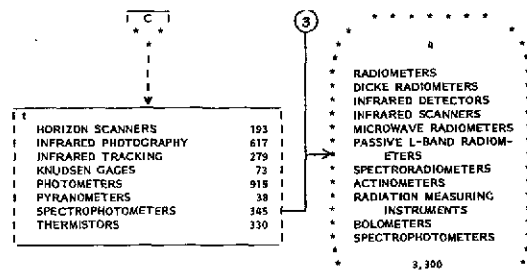 C
3
t
HORIZON SCANNERS 193
INFRARED PHOTOGRAPHY 617
INFRARED TRACKING 279
KNUDSEN GAGES 73
PHOTOMETERS 915
PYRANOMETERS 38
SPECTROPHOTOMETERS 345
THERMISTORS 330
4
RADIOMETERS
DICKE RADIOMETERS
INFRARED DETECTORS
INFRARED SCANNERS
MICROWAVE RADIOMETERS
PASSIVE L-BAND RADIOM-
ETERS
SPECTRORADIOMETERS
ACTINOMETERS
RADIATION MEASURING
INSTRUMENTS
BOLOMETERS
SPECTROPHOTOMETERS
3,300